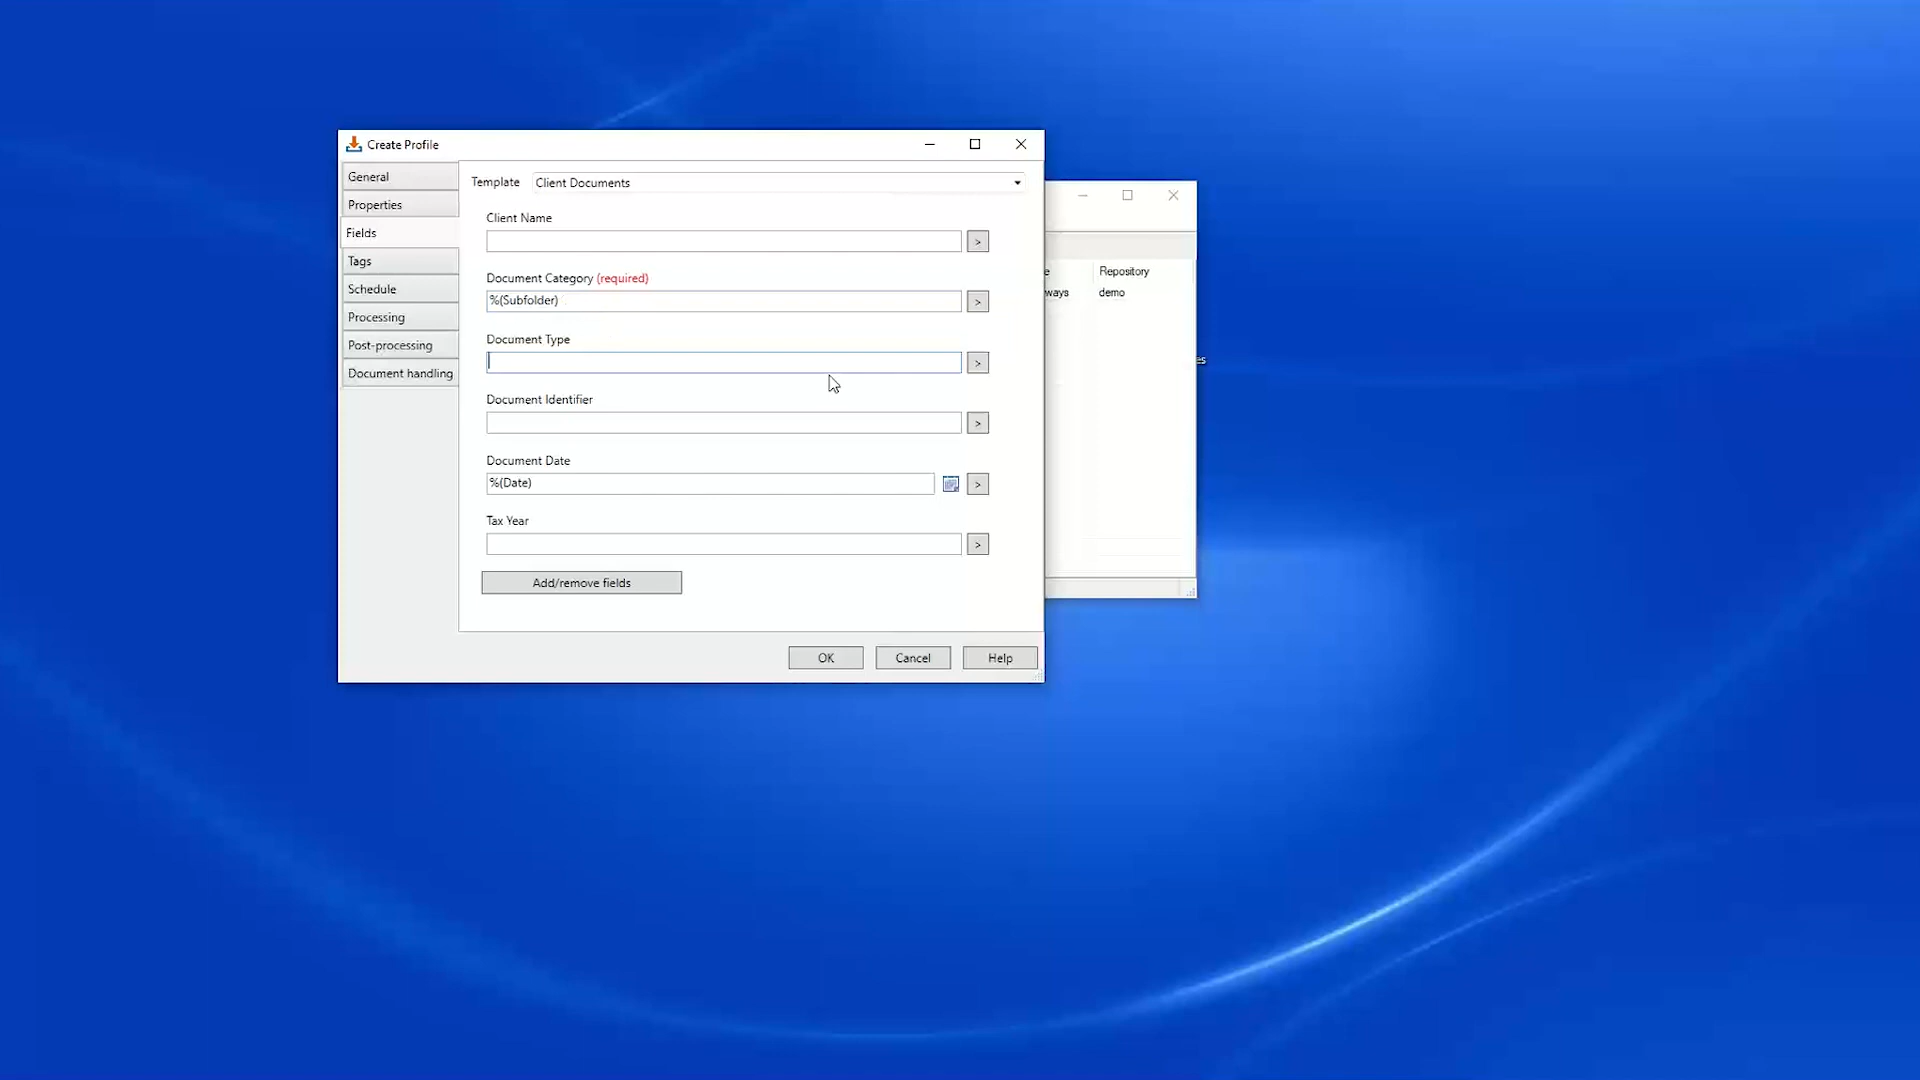 Create Profile
General
Properties
Fields
Tags
Schedule
Processing
Post-processing
Document handling
Template Client Documents
Client Name
>
Document Category (required)
%(Subfolder) >
Document Type
>
Document Identifier
>
Document Date
%(Date) >
Tax Year
>
Add/remove fields
OK Cancel Help
e Repository
ways demo
es